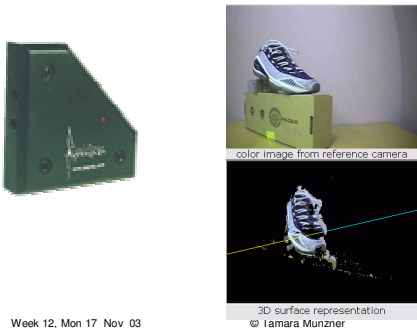 color image from reference camera
3D surface representation
Week 12, Mon 17 Nov 03
© Tamara Munzner